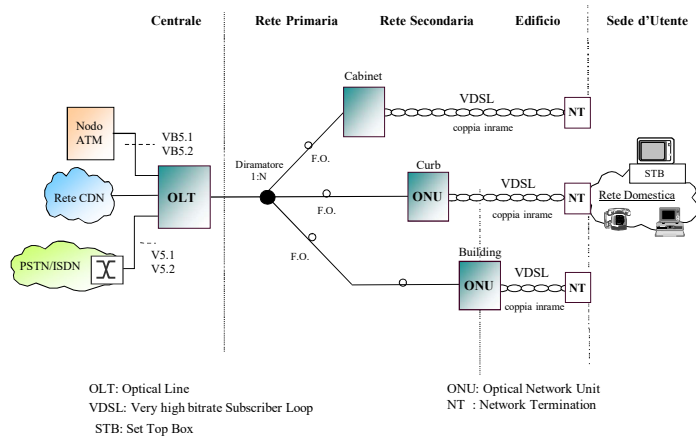 Centrale Rete Primaria Rete Secondaria Edificio Sede d'Utente
Cabinet
VDSL
NT
coppia inrame
Nodo
ATM
VB5.1
VB5.2
F.O.
Diramatore
1:N
Rete CDN
OLT
F.O.
Curb
ONU
VDSL
NT
coppia inrame
STB
Rete Domestica
V5.1
V5.2
PSTN/ISDN
F.O.
Building
ONU
VDSL
NT
coppia inrame
OLT: Optical Line
VDSL: Very high bitrate Subscriber Loop
STB: Set Top Box
ONU: Optical Network Unit
NT : Network Termination